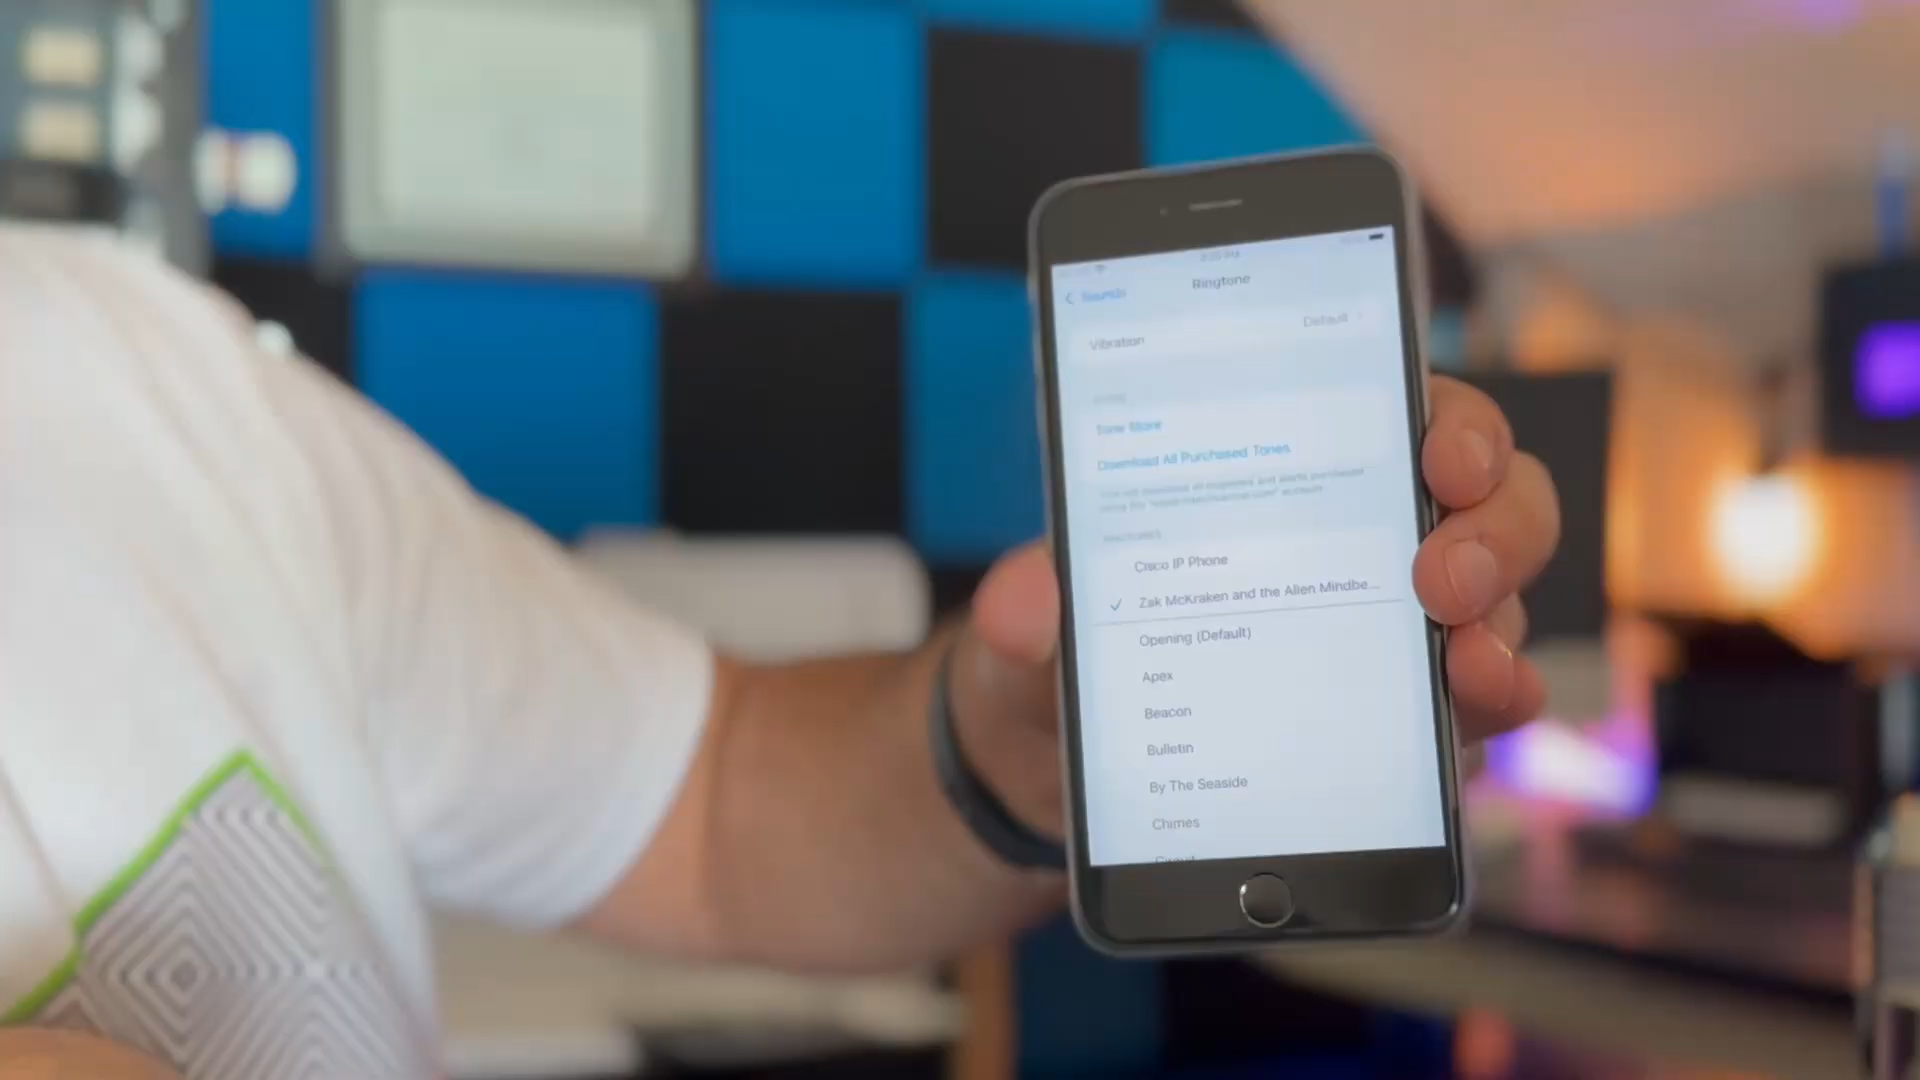 Sounds
Ringtone
Vibration
Default
Tone Store
Download All Purchased Tones
Cisco IP Phone
Zak McKraken and the Alien Mindbe...
Opening (Default)
Apex
Beacon
Bulletin
By The Seaside
Chimes